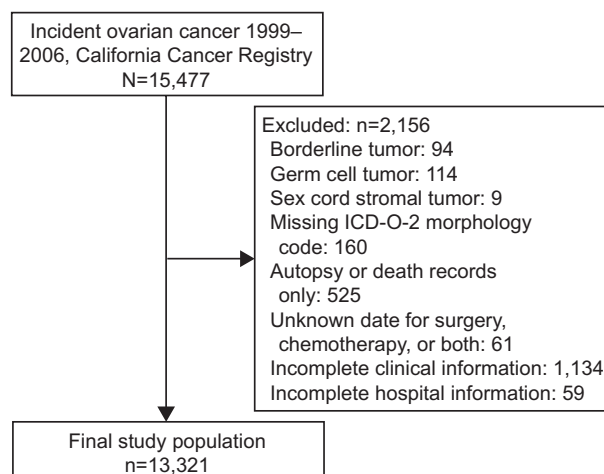 Incident ovarian cancer 1999–
2006, California Cancer Registry
N=15,477
Excluded: n=2,156
Borderline tumor: 94
Germ cell tumor: 114
Sex cord stromal tumor: 9
Missing ICD-O-2 morphology
code: 160
Autopsy or death records
only: 525
Unknown date for surgery,
chemotherapy, or both: 61
Incomplete clinical information: 1,134
Incomplete hospital information: 59
Final study population
n=13,321